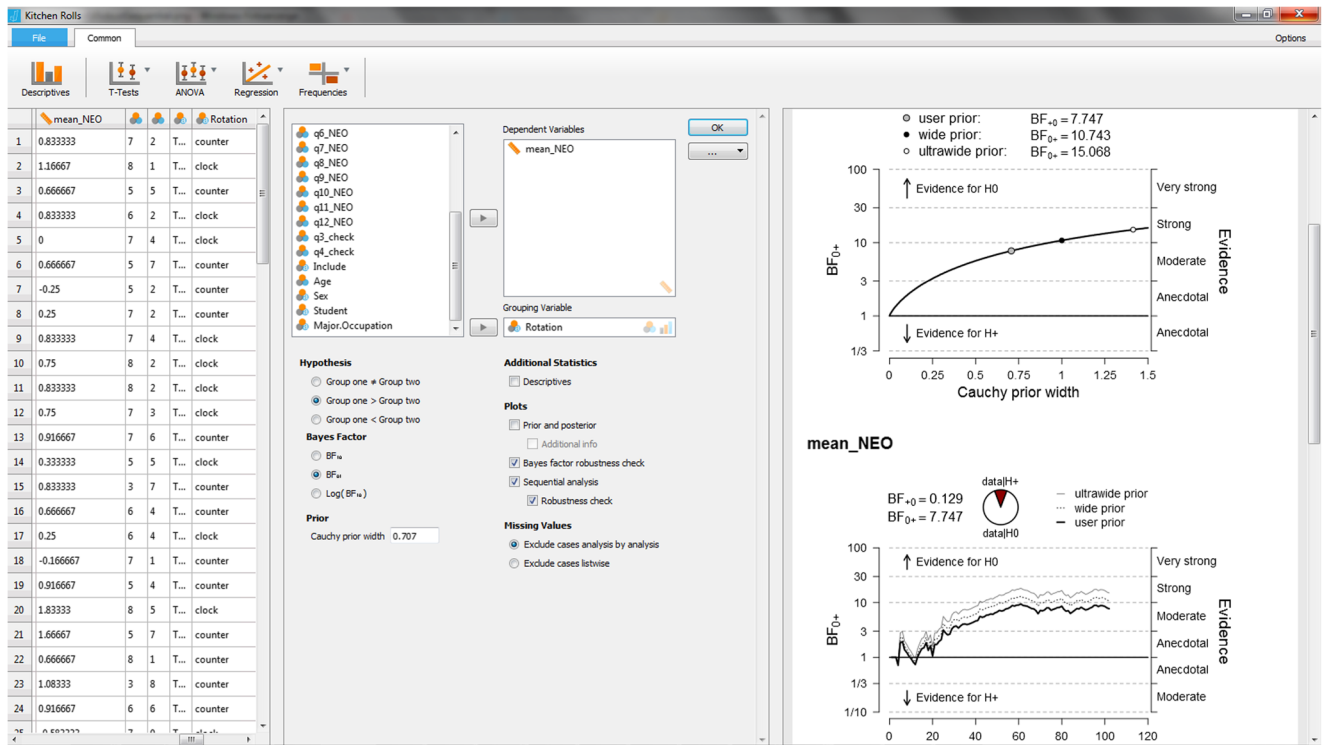 Kitchen Rolls
File Common Options
Descriptives T-Tests ANOVA Regression Frequencies
mean_NEO Rotation
1 0.833333 7 2 T... counter
2 1.16667 8 1 T... clock
3 0.666667 5 5 T... counter
4 0.833333 6 2 T... clock
5 0 7 4 T... clock
6 0.666667 5 7 T... counter
7 -0.25 5 2 T... counter
8 0.25 7 2 T... counter
9 0.833333 7 4 T... clock
10 0.75 8 2 T... clock
11 0.833333 8 2 T... clock
12 0.75 7 3 T... clock
13 0.916667 7 6 T... counter
14 0.333333 5 5 T... clock
15 0.833333 3 7 T... counter
16 0.666667 6 4 T... counter
17 0.25 6 4 T... clock
18 -0.166667 7 1 T... counter
19 0.916667 5 4 T... counter
20 1.83333 8 5 T... clock
21 1.66667 5 7 T... counter
22 0.666667 8 1 T... counter
23 1.08333 3 8 T... counter
24 0.916667 6 6 T... counter
q6_NEO
q7_NEO
q8_NEO
q9_NEO
q10_NEO
q11_NEO
q12_NEO
q3_check
q4_check
Include
Age
Sex
Student
Major.Occupation
Dependent Variables
mean_NEO
OK
...
Grouping Variable
Rotation
Hypothesis
Group one ≠ Group two
Group one > Group two
Group one < Group two
Bayes Factor
BF₁₀
BF₀₁
Log(BF₁₀)
Prior
Cauchy prior width 0.707
Additional Statistics
Descriptives
Plots
Prior and posterior
Additional info
Bayes factor robustness check
Sequential analysis
Robustness check
Missing Values
Exclude cases analysis by analysis
Exclude cases listwise
user prior: BF₊₀ = 7.747
wide prior: BF₀₊ = 10.743
ultrawide prior: BF₀₊ = 15.068
100
30
10
3
1
1/3
BF₀₊
Evidence for H0
Evidence for H+
Very strong
Strong
Moderate
Anecdotal
Anecdotal
Evidence
0 0.25 0.5 0.75 1 1.25 1.5
Cauchy prior width
mean_NEO
BF₊₀ = 0.129
BF₀₊ = 7.747
data|H+
data|H0
ultrawide prior
wide prior
user prior
100
30
10
3
1
1/3
1/10
BF₀₊
Evidence for H0
Evidence for H+
Very strong
Strong
Moderate
Anecdotal
Anecdotal
Moderate
Evidence
0 20 40 60 80 100 120